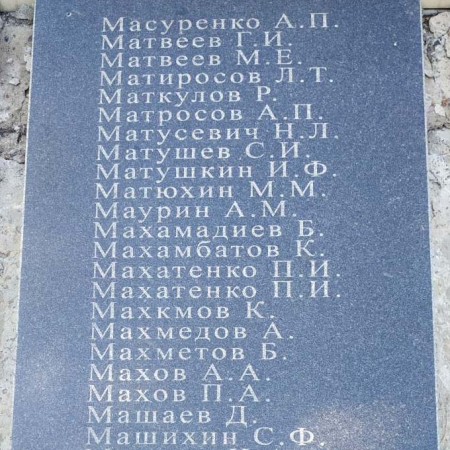 Масуренко А.П.
Матвеев Г.И.
Матвеев М.Е.
Матиросов Л.Т.
Маткулов Р.
Матросов А.П.
Матусевич Н.Л.
Матушев С.И.
Матушкин И.Ф.
Матюхин М.М.
Маурин А.М.
Махамадиев Б.
Махамбатов К.
Махатенко П.И.
Махатенко П.И.
Махкмов К.
Махмедов А.
Махметов Б.
Махов А.А.
Махов П.А.
Машаев Д.
Машихин С.Ф.